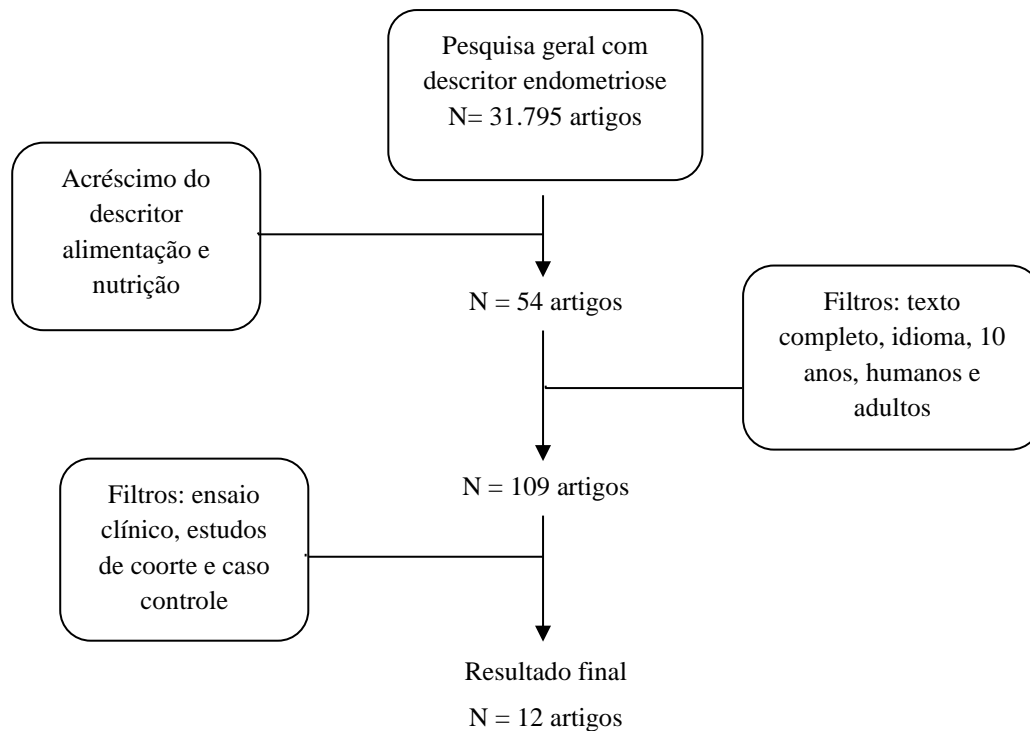 Pesquisa geral com
descritor endometriose
N= 31.795 artigos
Acréscimo do
descritor
alimentação e
nutrição
N = 54 artigos
Filtros: texto
completo, idioma, 10
anos, humanos e
adultos
N = 109 artigos
Filtros: ensaio
clínico, estudos
de coorte e caso
controle
Resultado final
N = 12 artigos